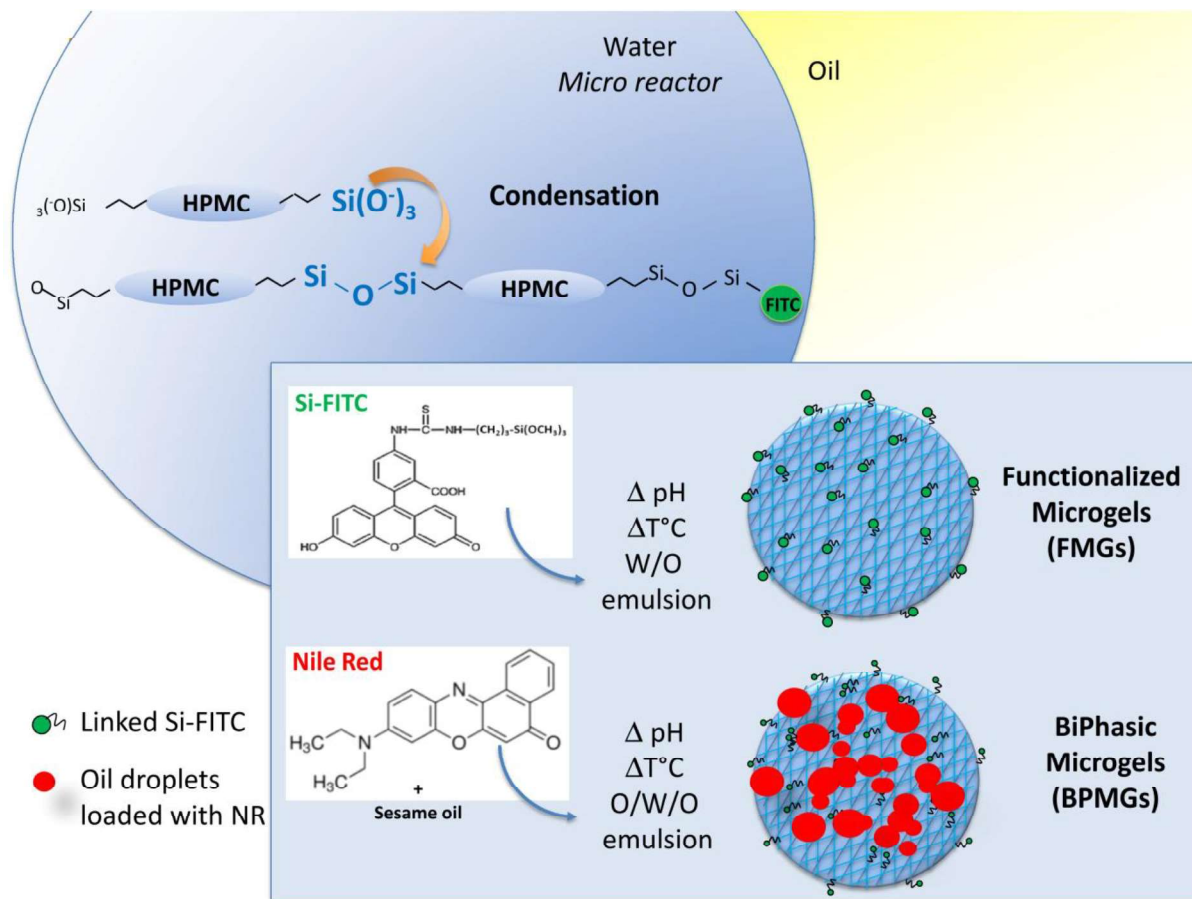 Water
Micro reactor
Oil
Condensation
₃(⁻O)Si
HPMC
Si(O⁻)₃
O
Si
HPMC
Si
O
Si
HPMC
Si
O
Si
FITC
Si-FITC
S
NH—C—NH—(CH₂)₃-Si(OCH₃)₃
COOH
HO
O
O
Δ pH
ΔT°C
W/O
emulsion
Functionalized
Microgels
(FMGs)
Nile Red
N
H₃C
N
O
O
H₃C
+
Sesame oil
Δ pH
ΔT°C
O/W/O
emulsion
BiPhasic
Microgels
(BPMGs)
Linked Si-FITC
Oil droplets
loaded with NR